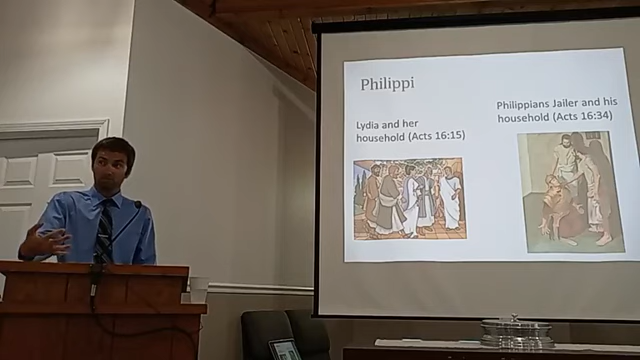 Philippi
Lydia and her
household (Acts 16:15)
Philippians Jailer and his
household (Acts 16:34)